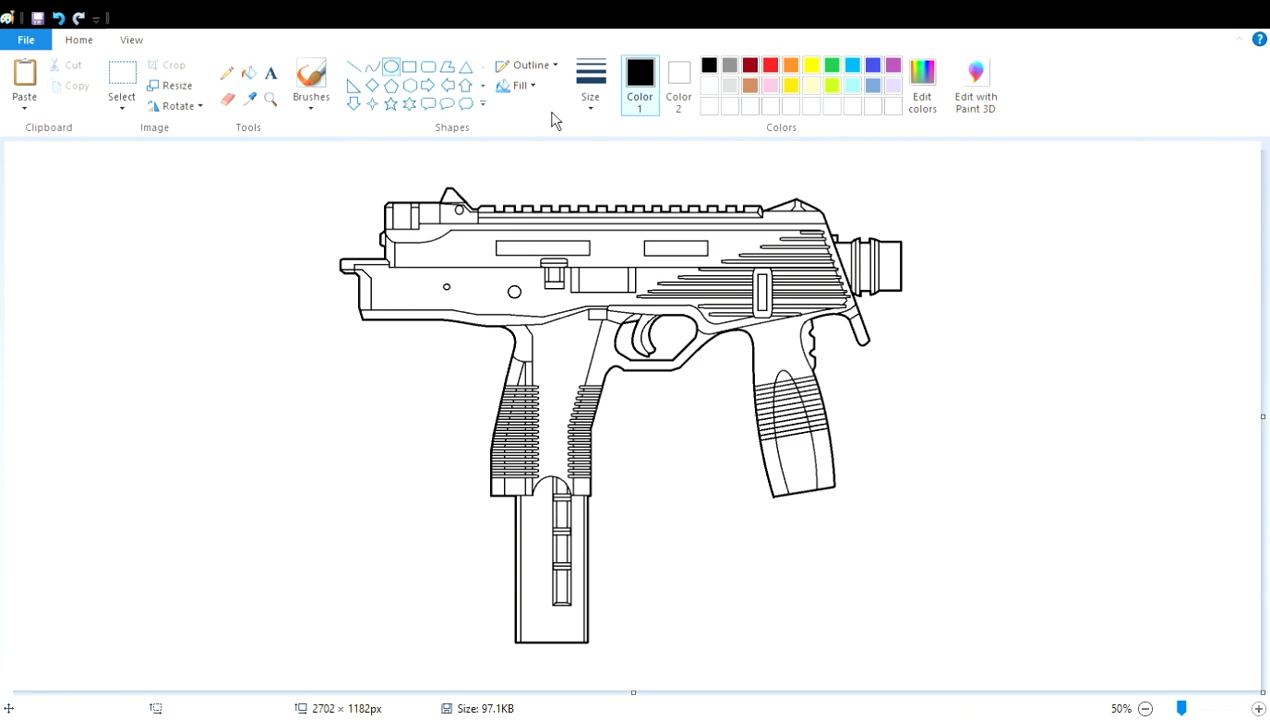 File Home View
Cut Crop Outline
Copy Resize Fill
Paste Select Rotate Brushes Size Color 1 Color 2 Edit colors Edit with Paint 3D
Clipboard Image Tools Shapes Colors
2702 × 1182px Size: 97.1KB 50%